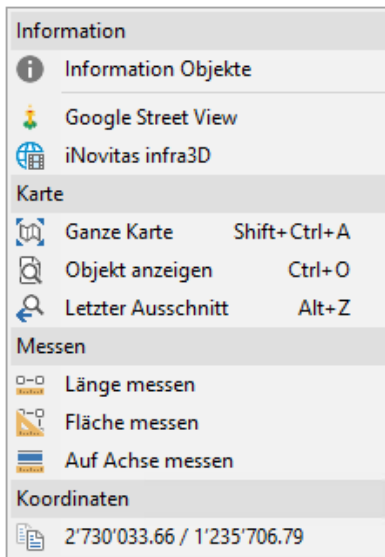 Information
Information Objekte
Google Street View
iNovitas infra3D
Karte
Ganze Karte Shift+Ctrl+A
Objekt anzeigen Ctrl+O
Letzter Ausschnitt Alt+Z
Messen
Länge messen
Fläche messen
Auf Achse messen
Koordinaten
2’730’033.66 / 1’235’706.79